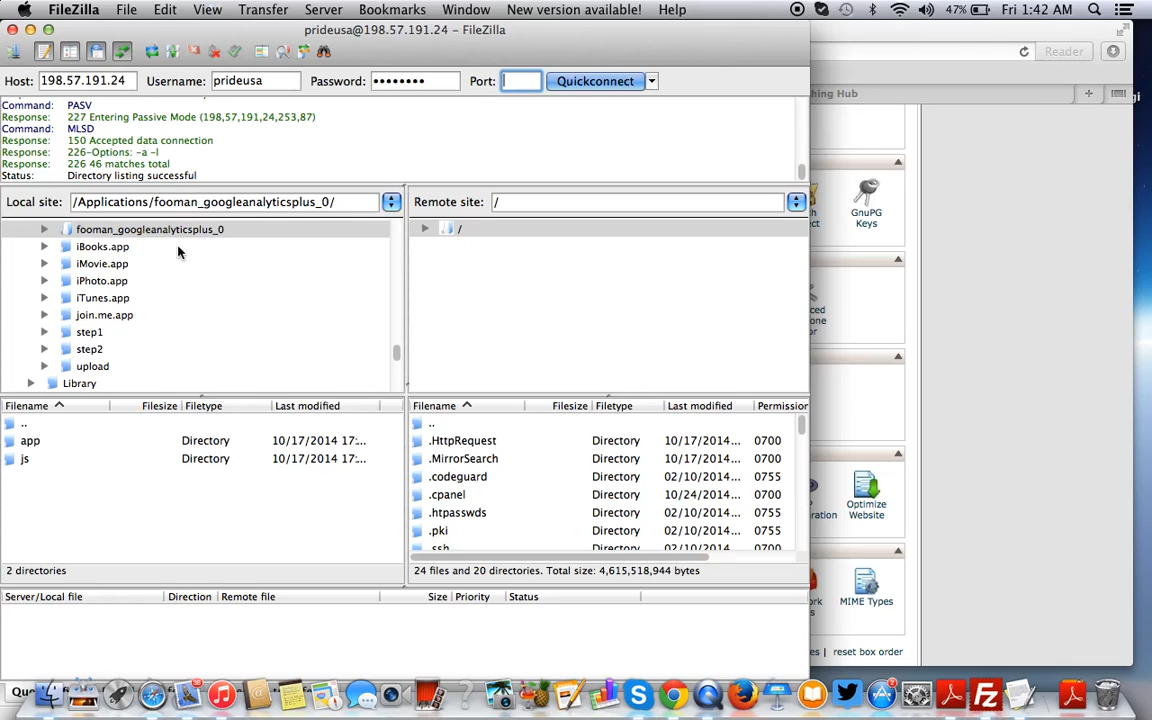 FileZilla File Edit View Transfer Server Bookmarks Window New version available! Help 47% Fri 1:42 AM
prideusa@198.57.191.24 - FileZilla
Reader
Host: 198.57.191.24 Username: prideusa Password: •••••••• Port: Quickconnect
hing Hub
Command: PASV
Response: 227 Entering Passive Mode (198,57,191,24,253,87)
Command: MLSD
Response: 150 Accepted data connection
Response: 226-Options: -a -l
Response: 226 46 matches total
Status: Directory listing successful
Local site: /Applications/fooman_googleanalyticsplus_0/ Remote site: /
fooman_googleanalyticsplus_0
/
iBooks.app
iMovie.app
iPhoto.app
iTunes.app
join.me.app
step1
step2
upload
Library
Filename Filesize Filetype Last modified
..
app Directory 10/17/2014 17:...
js Directory 10/17/2014 17:...
2 directories
Filename Filesize Filetype Last modified Permission
..
.HttpRequest Directory 10/17/2014... 0700
.MirrorSearch Directory 10/17/2014... 0700
.codeguard Directory 02/10/2014... 0755
.cpanel Directory 10/24/2014... 0700
.htpasswds Directory 02/10/2014... 0755
.pki Directory 02/10/2014... 0755
.ssh Directory 02/10/2014 0700
24 files and 20 directories. Total size: 4,615,518,944 bytes
Server/Local file Direction Remote file Size Priority Status
GnuPG
Keys
Optimize
Website
MIME Types
reset box order